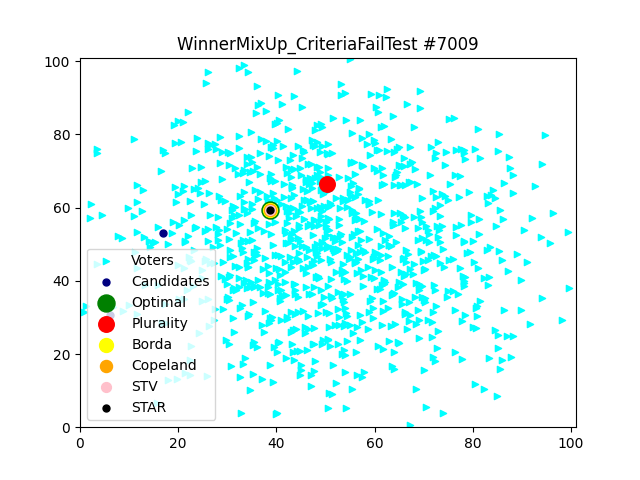 WinnerMixUp_CriteriaFailTest #7009
100
80
60
40
20
0
0
20
40
60
80
100
Voters
Candidates
Optimal
Plurality
Borda
Copeland
STV
STAR